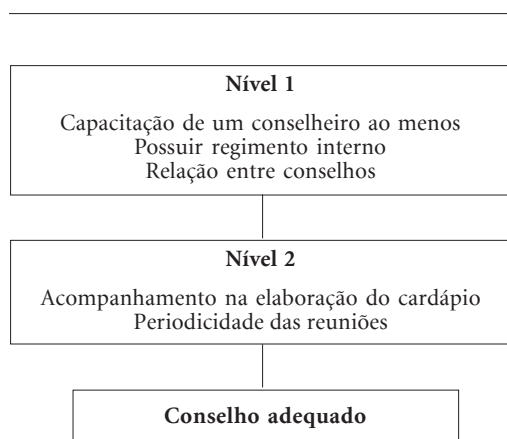 Nível 1
Capacitação de um conselheiro ao menos
Possuir regimento interno
Relação entre conselhos
Nível 2
Acompanhamento na elaboração do cardápio
Periodicidade das reuniões
Conselho adequado